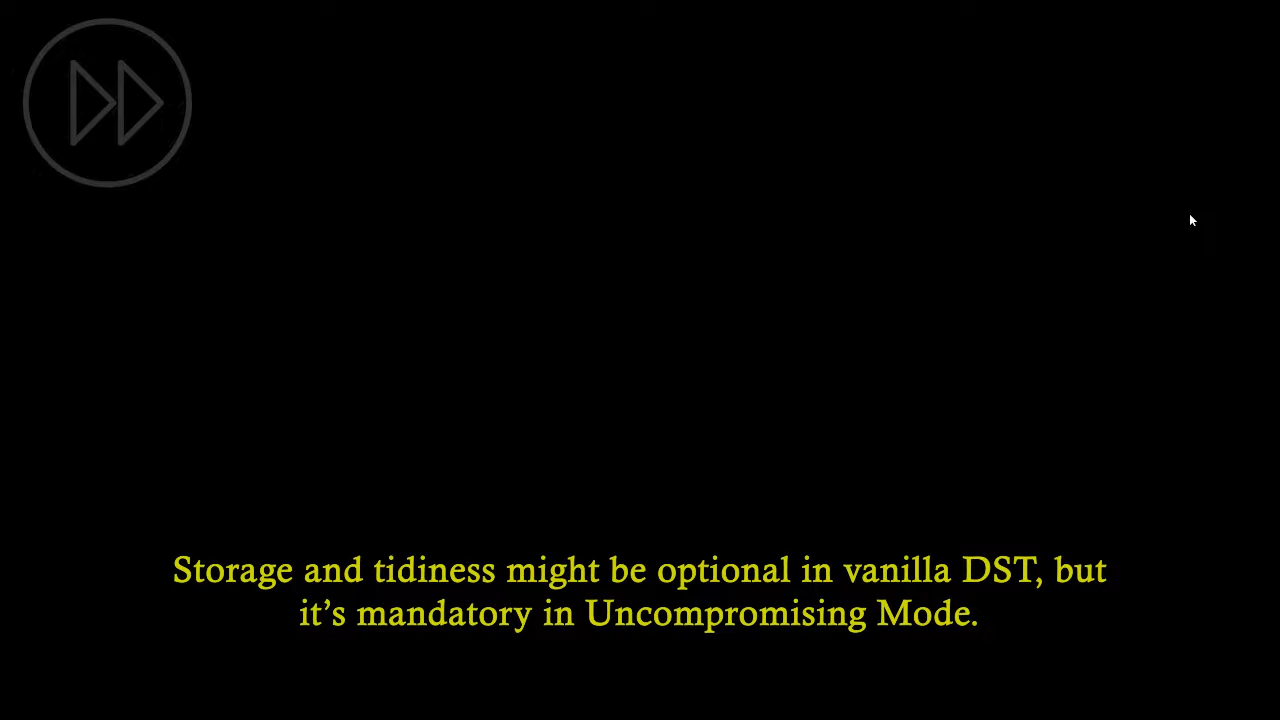 Storage and tidiness might be optional in vanilla DST, but
it’s mandatory in Uncompromising Mode.